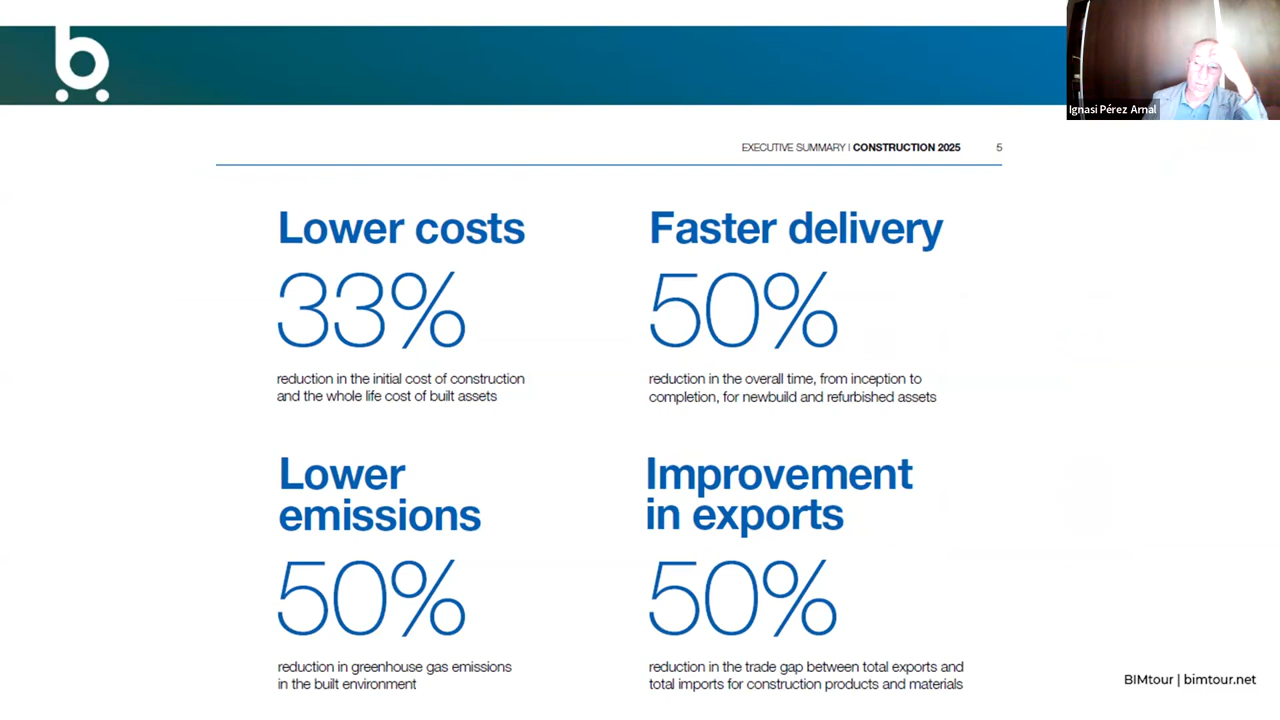 b
Ignasi Pérez Arnal
EXECUTIVE SUMMARY | CONSTRUCTION 2025 5
Lower costs
33%
reduction in the initial cost of construction
and the whole life cost of built assets
Faster delivery
50%
reduction in the overall time, from inception to
completion, for newbuild and refurbished assets
Lower
emissions
50%
reduction in greenhouse gas emissions
in the built environment
Improvement
in exports
50%
reduction in the trade gap between total exports and
total imports for construction products and materials
BIMtour | bimtour.net